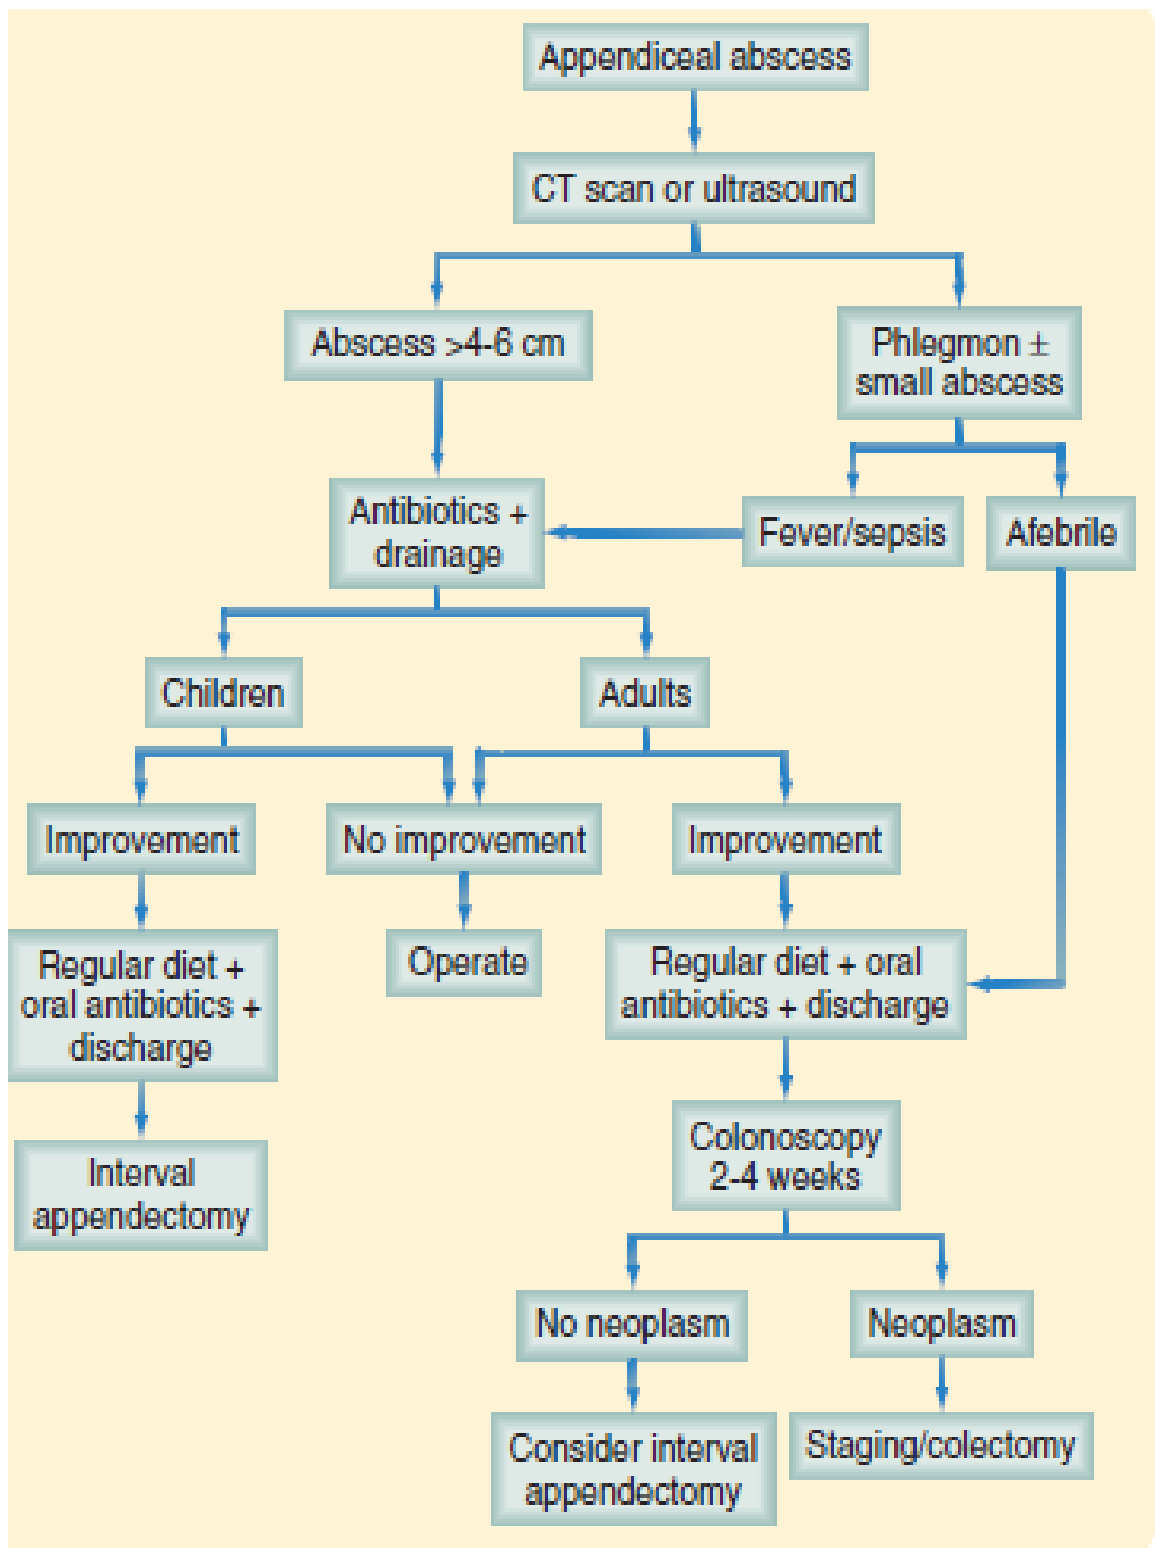 Appendiceal abscess
CT scan or ultrasound
Abscess >4-6 cm
Phlegmon ±
small abscess
Antibiotics +
drainage
Fever/sepsis
Afebrile
Children
Adults
Improvement
No improvement
Improvement
Regular diet +
oral antibiotics +
discharge
Operate
Regular diet + oral
antibiotics + discharge
Interval
appendectomy
Colonoscopy
2-4 weeks
No neoplasm
Neoplasm
Consider interval
appendectomy
Staging/colectomy